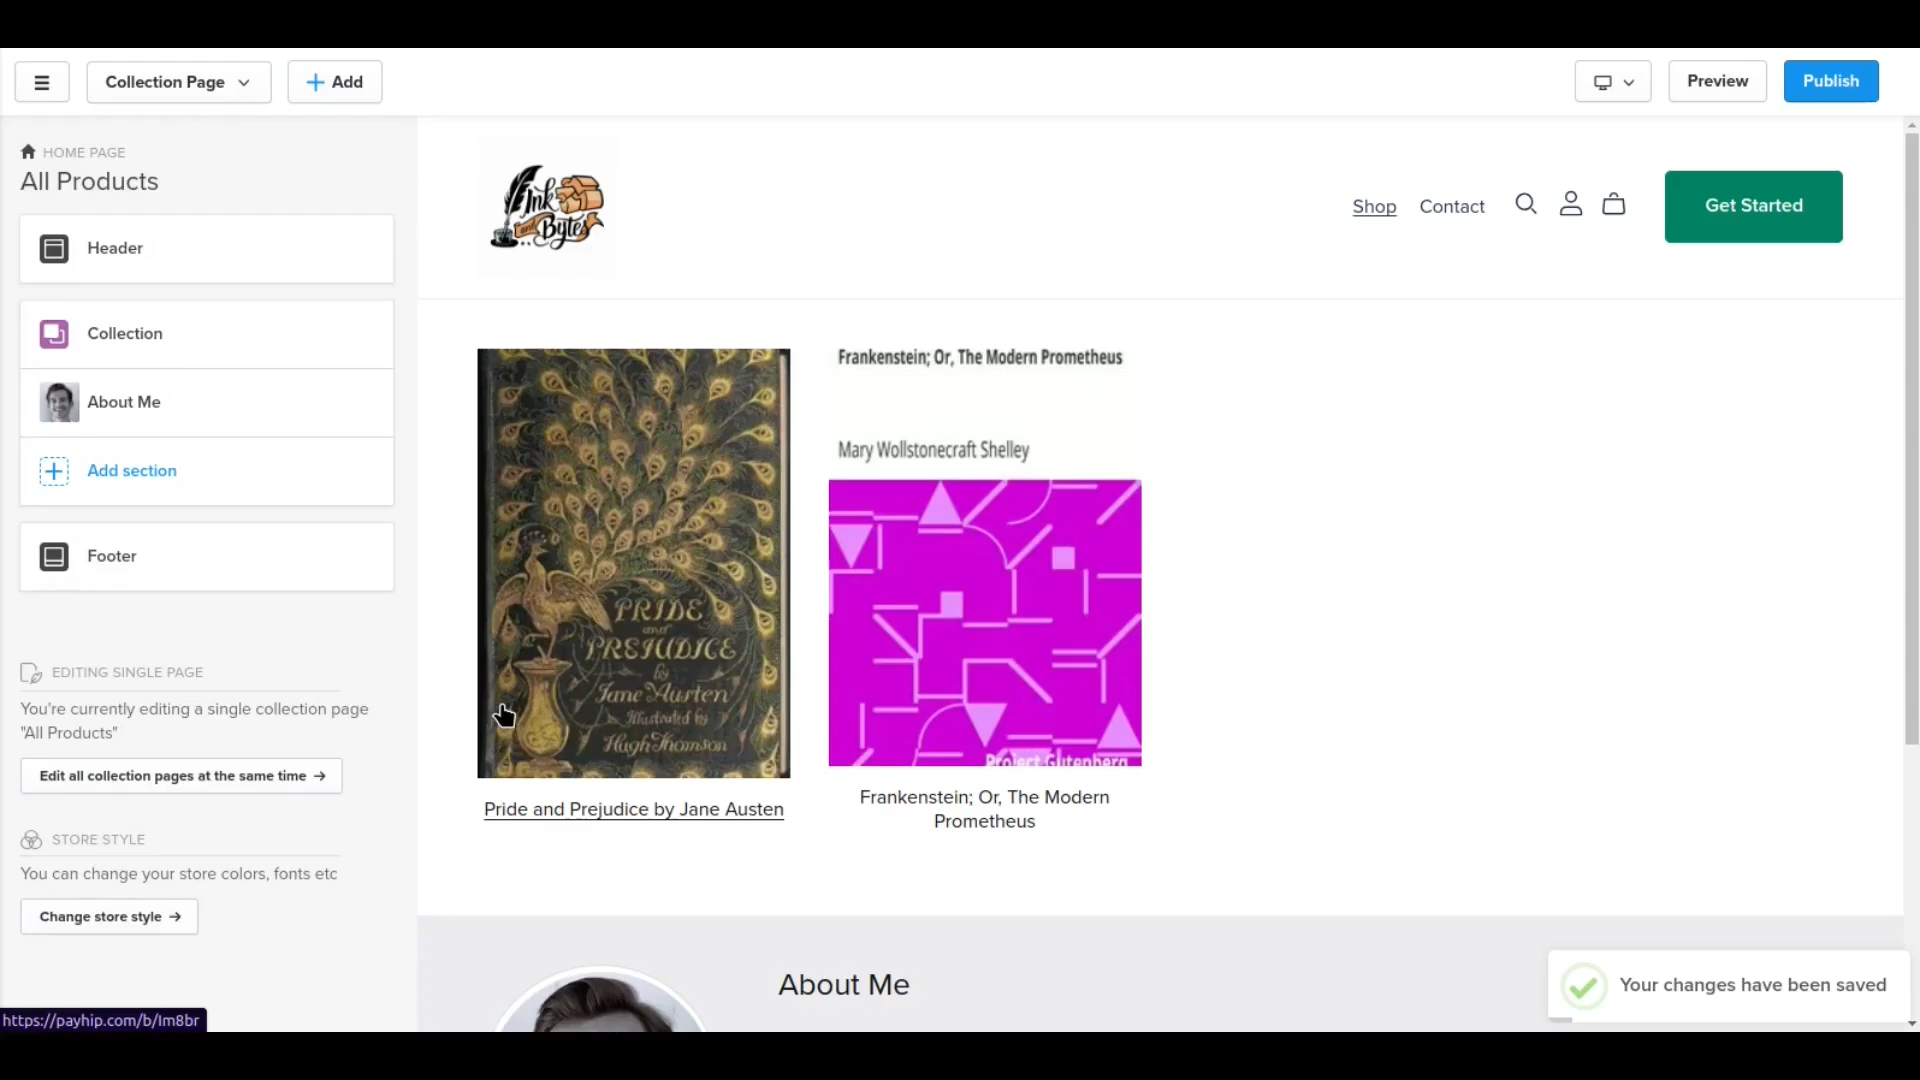 Collection Page
Add
Preview
Publish
HOME PAGE
All Products
Header
Collection
About Me
Add section
Footer
EDITING SINGLE PAGE
You're currently editing a single collection page
"All Products"
Edit all collection pages at the same time →
STORE STYLE
You can change your store colors, fonts etc
Change store style →
https://payhip.com/b/Im8br
Ink
and
Bytes
Shop
Contact
Get Started
PRIDE
and
PREJUDICE
by
Jane Austen
Illustrated by
Hugh Thomson
Pride and Prejudice by Jane Austen
Frankenstein; Or, The Modern Prometheus
Mary Wollstonecraft Shelley
Project Gutenberg
Frankenstein; Or, The Modern
Prometheus
About Me
Your changes have been saved